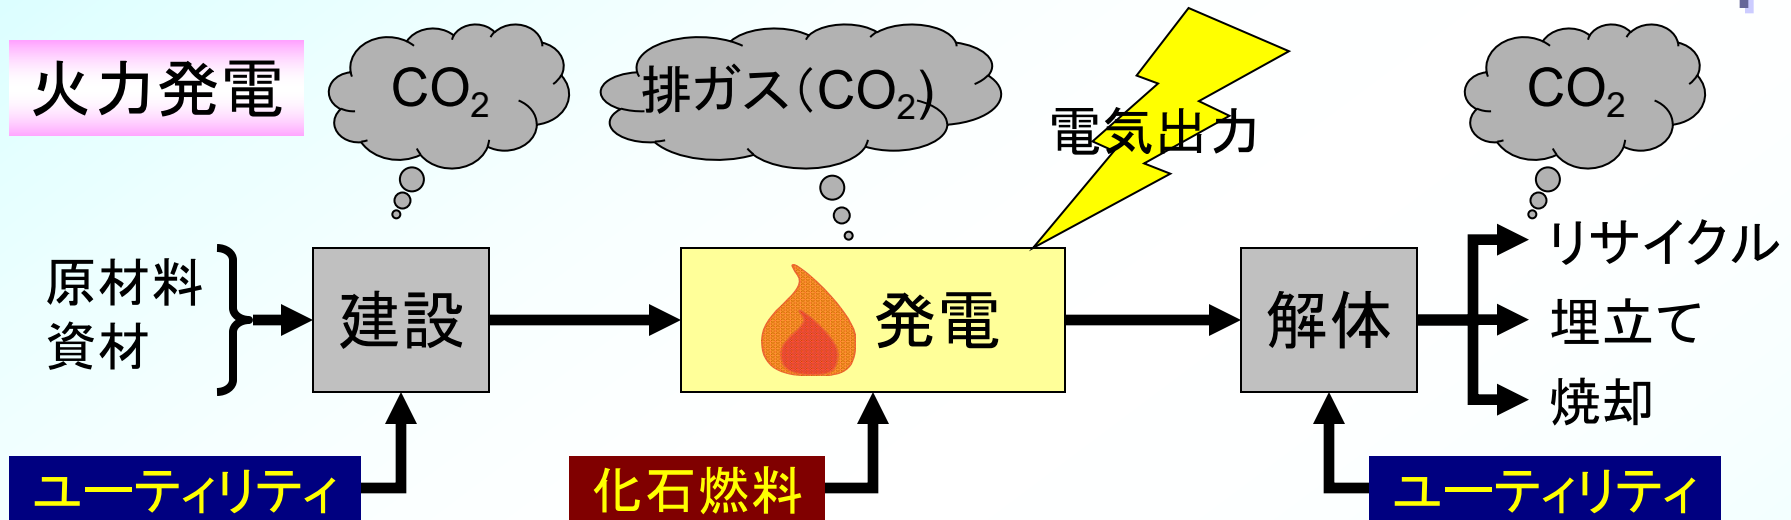 火力発電
CO2
排ガス(CO2)
電気出力
CO2
原材料
資材
建設
発電
解体
リサイクル
埋立て
焼却
ユーティリティ
化石燃料
ユーティリティ